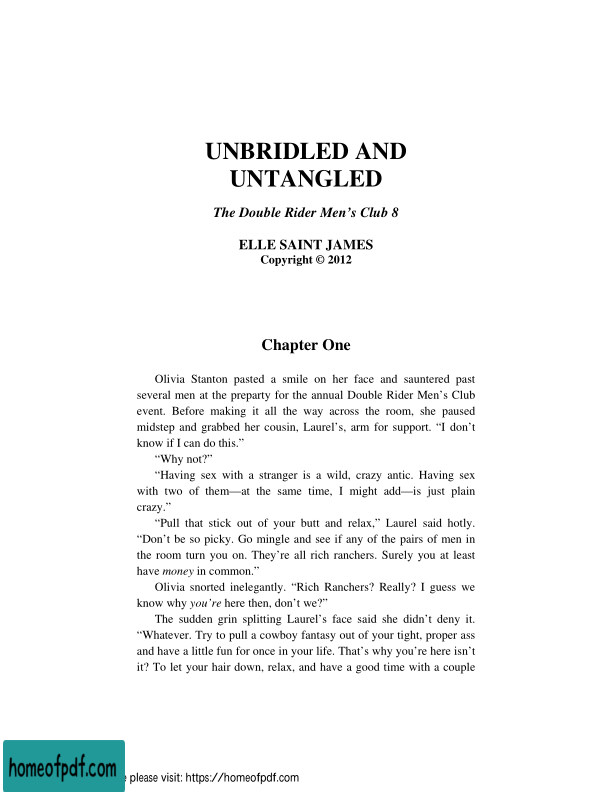 UNBRIDLED AND
UNTANGLED
The Double Rider Men's Club 8
ELLE SAINT JAMES
Copyright © 2012
Chapter One
Olivia Stanton pasted a smile on her face and sauntered past
several men at the preparty for the annual Double Rider Men's Club
event. Before making it all the way across the room, she paused
midstep and grabbed her cousin, Laurel's, arm for support. “I don't
know if I can do this.”
“Why not?”
“Having sex with a stranger is a wild, crazy antic. Having sex
with two of them—at the same time, I might add—is just plain
crazy.”
“Pull that stick out of your butt and relax,” Laurel said hotly.
“Don't be so picky. Go mingle and see if any of the pairs of men in
the room turn you on. They're all rich ranchers. Surely you at least
have money in common.”
Olivia snorted inelegantly. “Rich Ranchers? Really? I guess we
know why you're here then, don't we?”
The sudden grin splitting Laurel's face said she didn't deny it.
“Whatever. Try to pull a cowboy fantasy out of your tight, proper ass
and have a little fun for once in your life. That's why you're here isn't
it? To let your hair down, relax, and have a good time with a couple
homeofpdf.com
please visit: https://homeofpdf.com